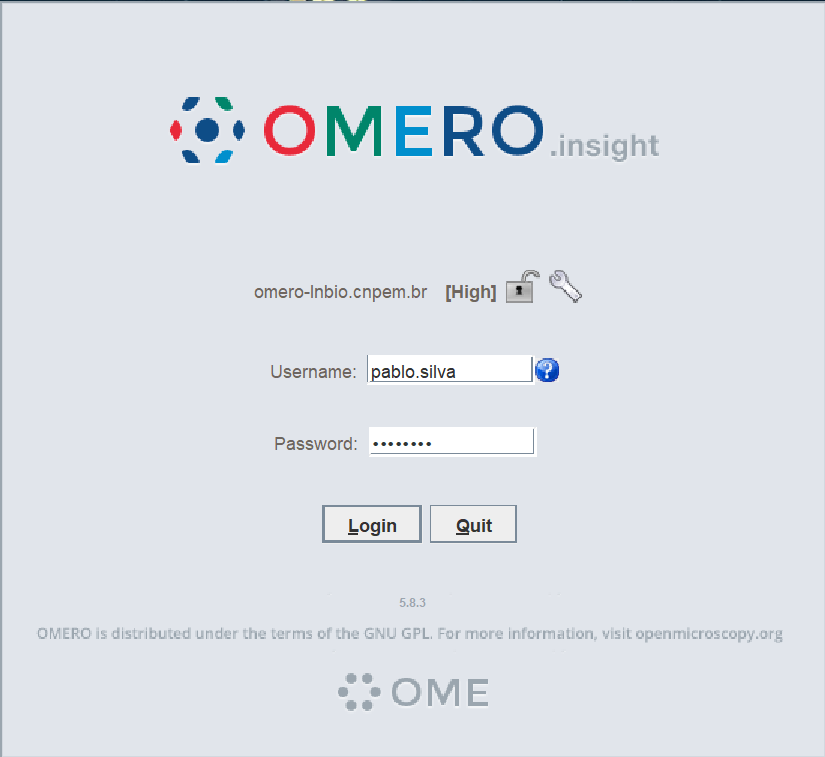 OMERO.insight
omero-lnbio.cnpem.br [High]
Username: pablo.silva
Password: ••••••••
Login Quit
5.8.3
OMERO is distributed under the terms of the GNU GPL. For more information, visit openmicroscopy.org
OME